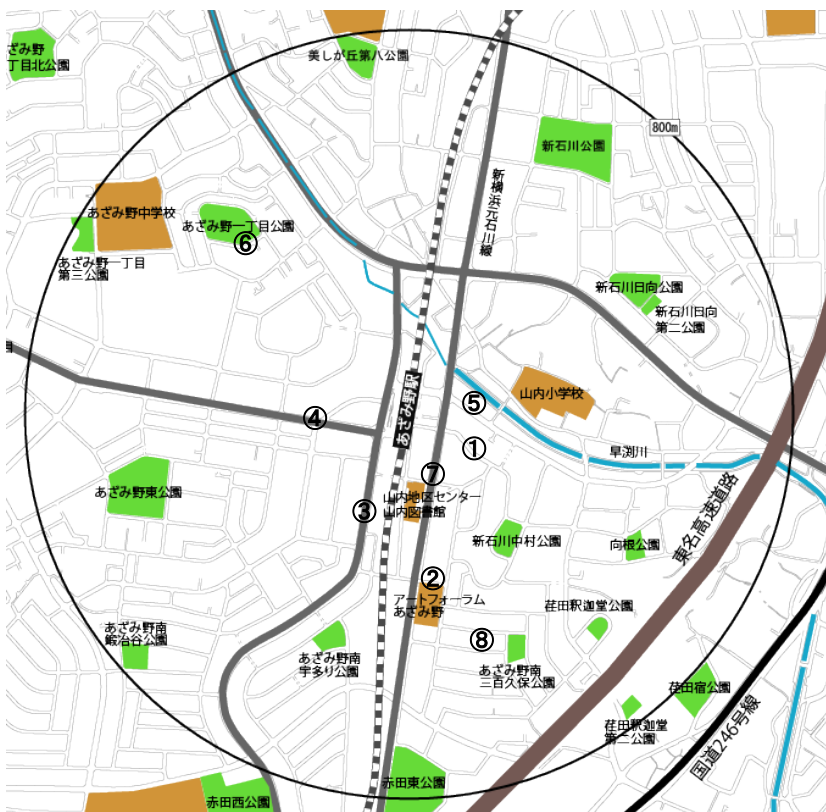 美しが丘第八公園
ざみ野
丁目北公園
800m
新石川公園
新横浜元石川線
あざみ野中学校
あざみ野一丁目公園
⑥
あざみ野一丁目
第三公園
新石川日向公園
新石川日向
第二公園
あざみ野駅
山内小学校
⑤
④
①
早渕川
⑦
あざみ野東公園
山内地区センター
山内図書館
③
東名高速道路
新石川中村公園
向根公園
②
アートフォーラム
あざみ野
荏田釈迦堂公園
あざみ野南
鍛冶谷公園
⑧
あざみ野南
宇多り公園
あざみ野南
三百久保公園
荏田宿公園
荏田釈迦堂
第二公園
国道246号線
赤田東公園
赤田西公園